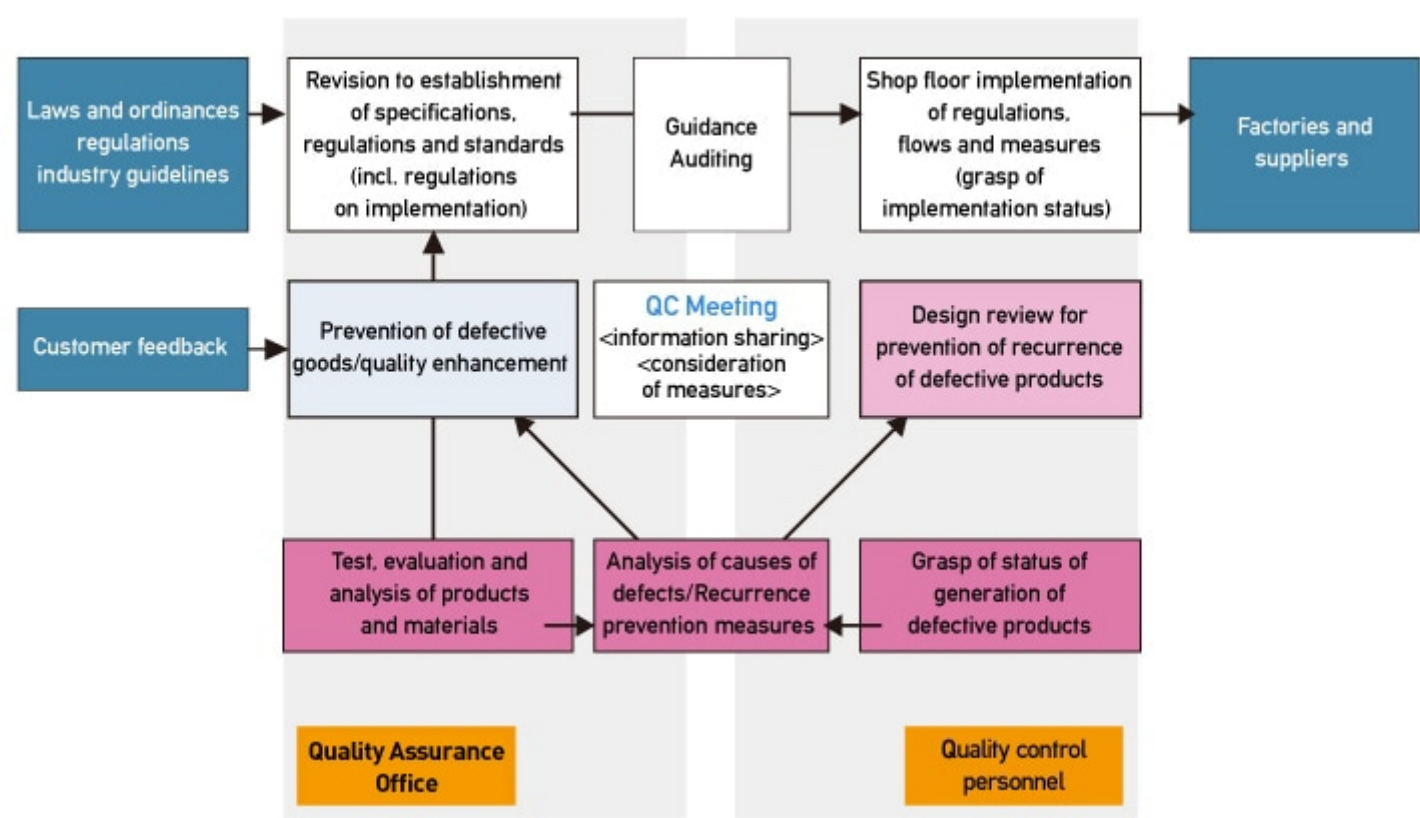 Laws and ordinances
regulations
industry guidelines
Revision to establishment
of specifications,
regulations and standards
(incl. regulations
on implementation)
Guidance
Auditing
Shop floor implementation
of regulations,
flows and measures
(grasp of
implementation status)
Factories and
suppliers
Customer feedback
Prevention of defective
goods/quality enhancement
QC Meeting
<information sharing>
<consideration
of measures>
Design review for
prevention of recurrence
of defective products
Test, evaluation and
analysis of products
and materials
Analysis of causes of
defects/Recurrence
prevention measures
Grasp of status of
generation of
defective products
Quality Assurance
Office
Quality control
personnel